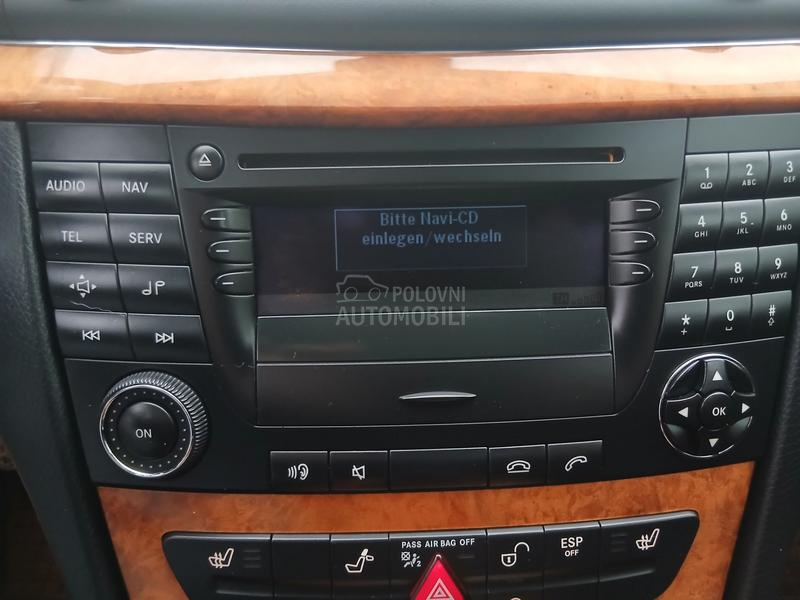 AUDIO
NAV
TEL
SERV
ON
Bitte Navi-CD
einlegen/wechseln
POLOVNI
AUTOMOBILI
1
2
ABC
3
DEF
4
GHI
5
JKL
6
MNO
7
PQRS
8
TUV
9
WXYZ
*
0
#
OK
PASS AIR BAG OFF
2
ESP
OFF